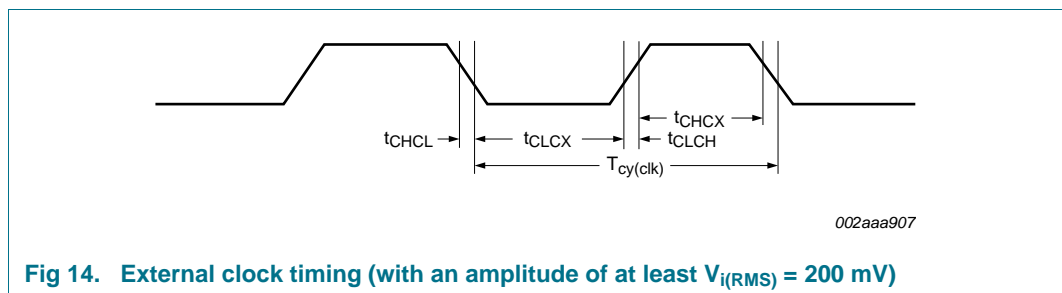 tCHCX
tCHCL
tCLCX
tCLCH
Tcy(clk)
002aaa907
Fig 14. External clock timing (with an amplitude of at least Vi(RMS) = 200 mV)